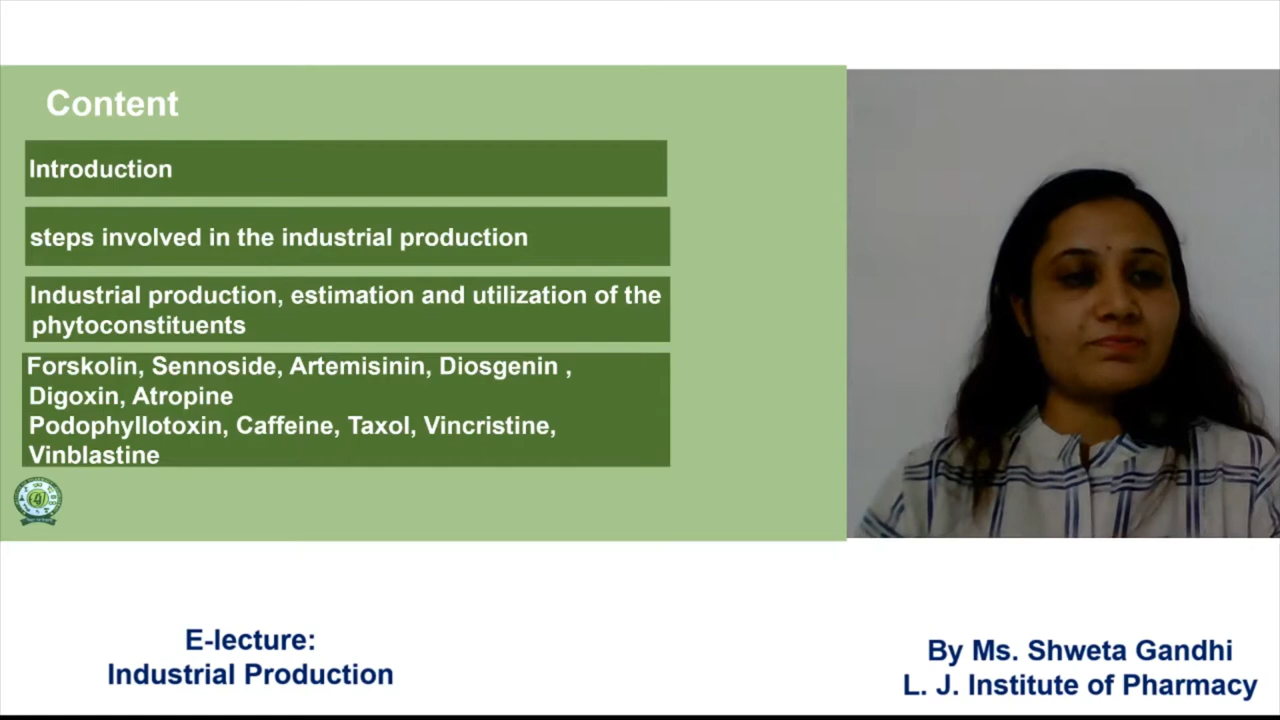 Content
Introduction
steps involved in the industrial production
Industrial production, estimation and utilization of the
phytoconstituents
Forskolin, Sennoside, Artemisinin, Diosgenin ,
Digoxin, Atropine
Podophyllotoxin, Caffeine, Taxol, Vincristine,
Vinblastine
E-lecture:
Industrial Production
By Ms. Shweta Gandhi
L. J. Institute of Pharmacy